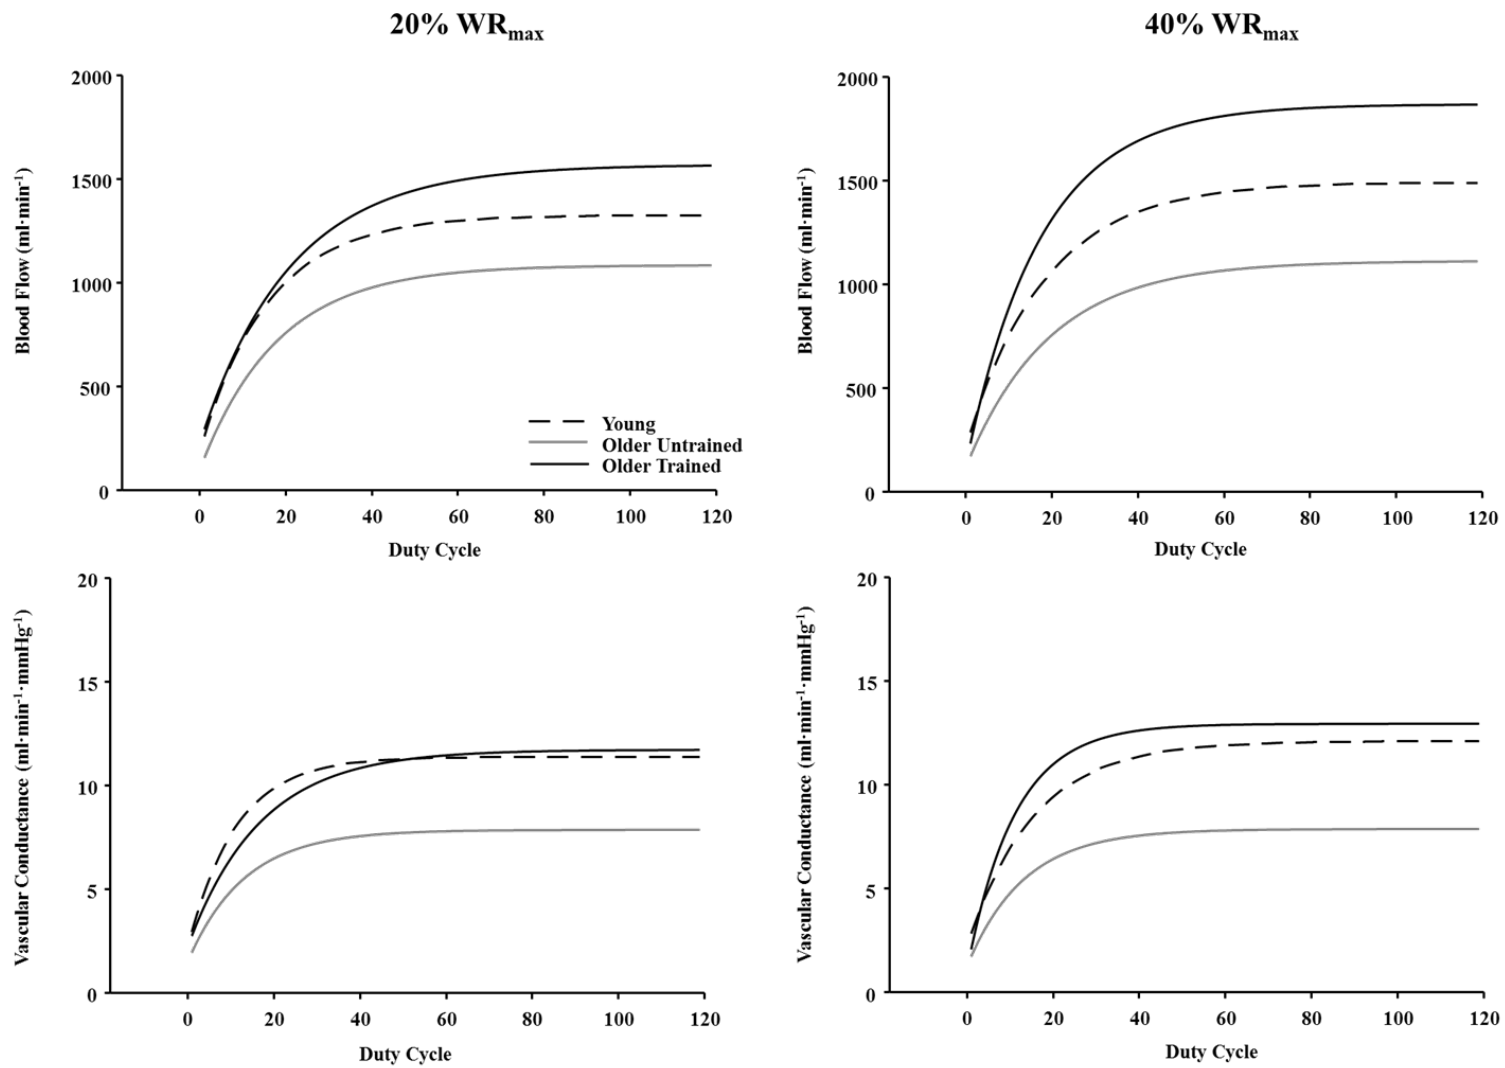 20% WRmax
40% WRmax
Blood Flow (ml·min-1)
2000
1500
1000
500
0
0 20 40 60 80 100 120
Duty Cycle
Young
Older Untrained
Older Trained
Blood Flow (ml·min-1)
2000
1500
1000
500
0
0 20 40 60 80 100 120
Duty Cycle
Vascular Conductance (ml·min-1·mmHg-1)
20
15
10
5
0
0 20 40 60 80 100 120
Duty Cycle
Vascular Conductance (ml·min-1·mmHg-1)
20
15
10
5
0
0 20 40 60 80 100 120
Duty Cycle